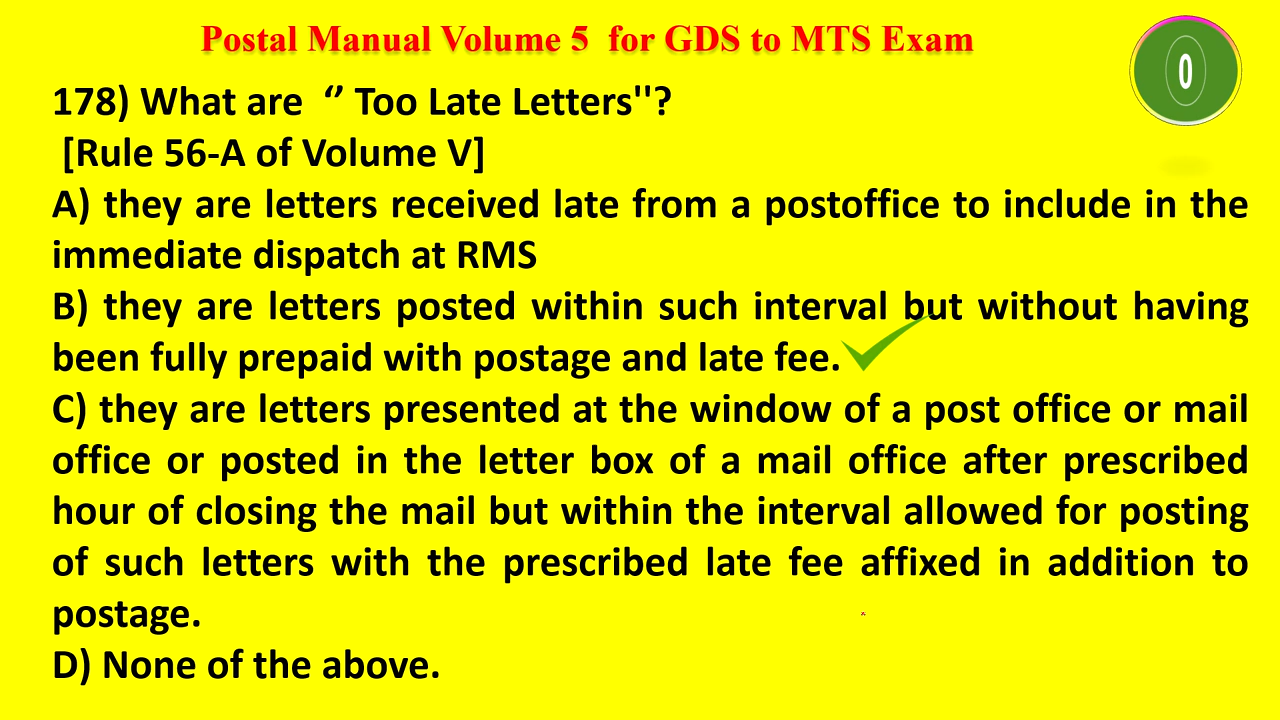 Postal Manual Volume 5 for GDS to MTS Exam
0
178) What are ‘’ Too Late Letters''?
[Rule 56-A of Volume V]
A) they are letters received late from a postoffice to include in the
immediate dispatch at RMS
B) they are letters posted within such interval but without having
been fully prepaid with postage and late fee.
C) they are letters presented at the window of a post office or mail
office or posted in the letter box of a mail office after prescribed
hour of closing the mail but within the interval allowed for posting
of such letters with the prescribed late fee affixed in addition to
postage.
D) None of the above.